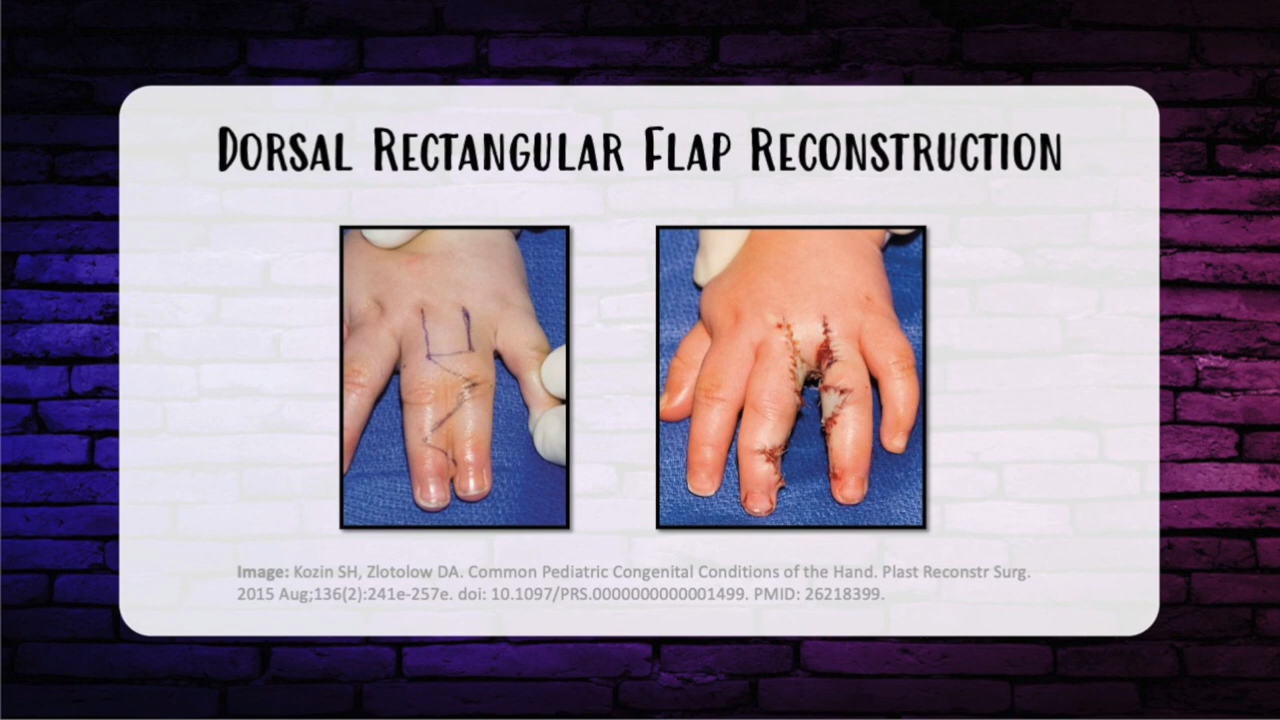 Dorsal Rectangular Flap Reconstruction
Image: Kozin SH, Zlotolow DA. Common Pediatric Congenital Conditions of the Hand. Plast Reconstr Surg.
2015 Aug;136(2):241e-257e. doi: 10.1097/PRS.0000000000001499. PMID: 26218399.